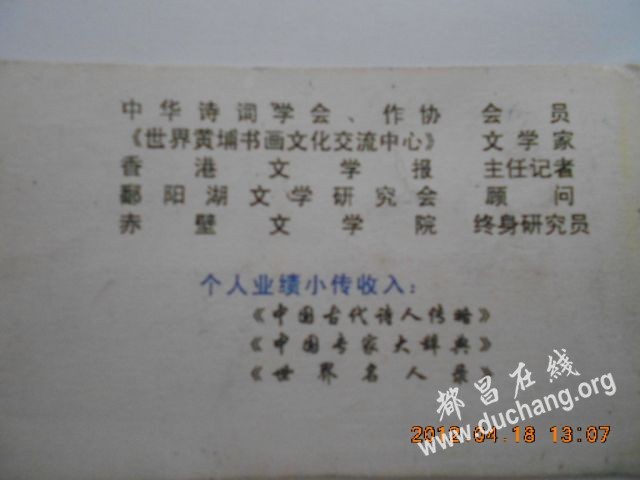 中华诗词学会、作协 会员
《世界黄埔书画文化交流中心》 文学家
香港文学报 主任记者
鄱阳湖文学研究会 顾问
赤壁文学院 终身研究员
个人业绩小传收入：
《中国古代诗人传略》
《中国专家大辞典》
《世界名人录》
都昌在线
www.duchang.org
2012 04 18 13:07